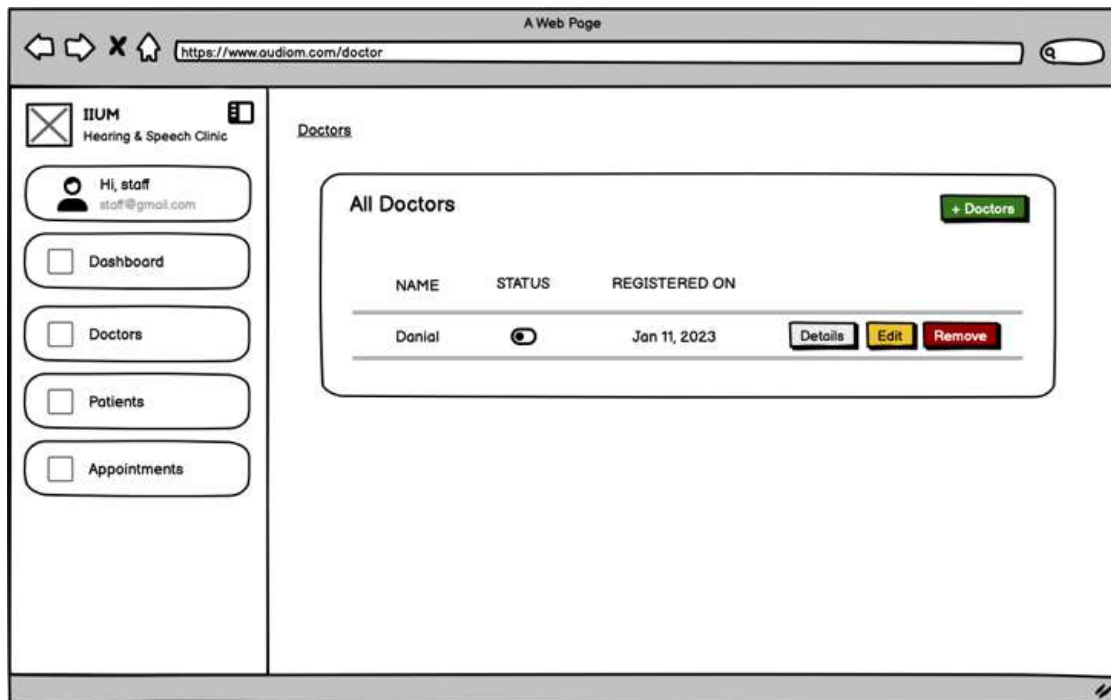 A Web Page
https://www.audiom.com/doctor
IIUM
Hearing & Speech Clinic
Hi, staff
staff@gmail.com
Dashboard
Doctors
Patients
Appointments
Doctors
All Doctors
+ Doctors
NAME STATUS REGISTERED ON
Danial Jan 11, 2023 Details Edit Remove